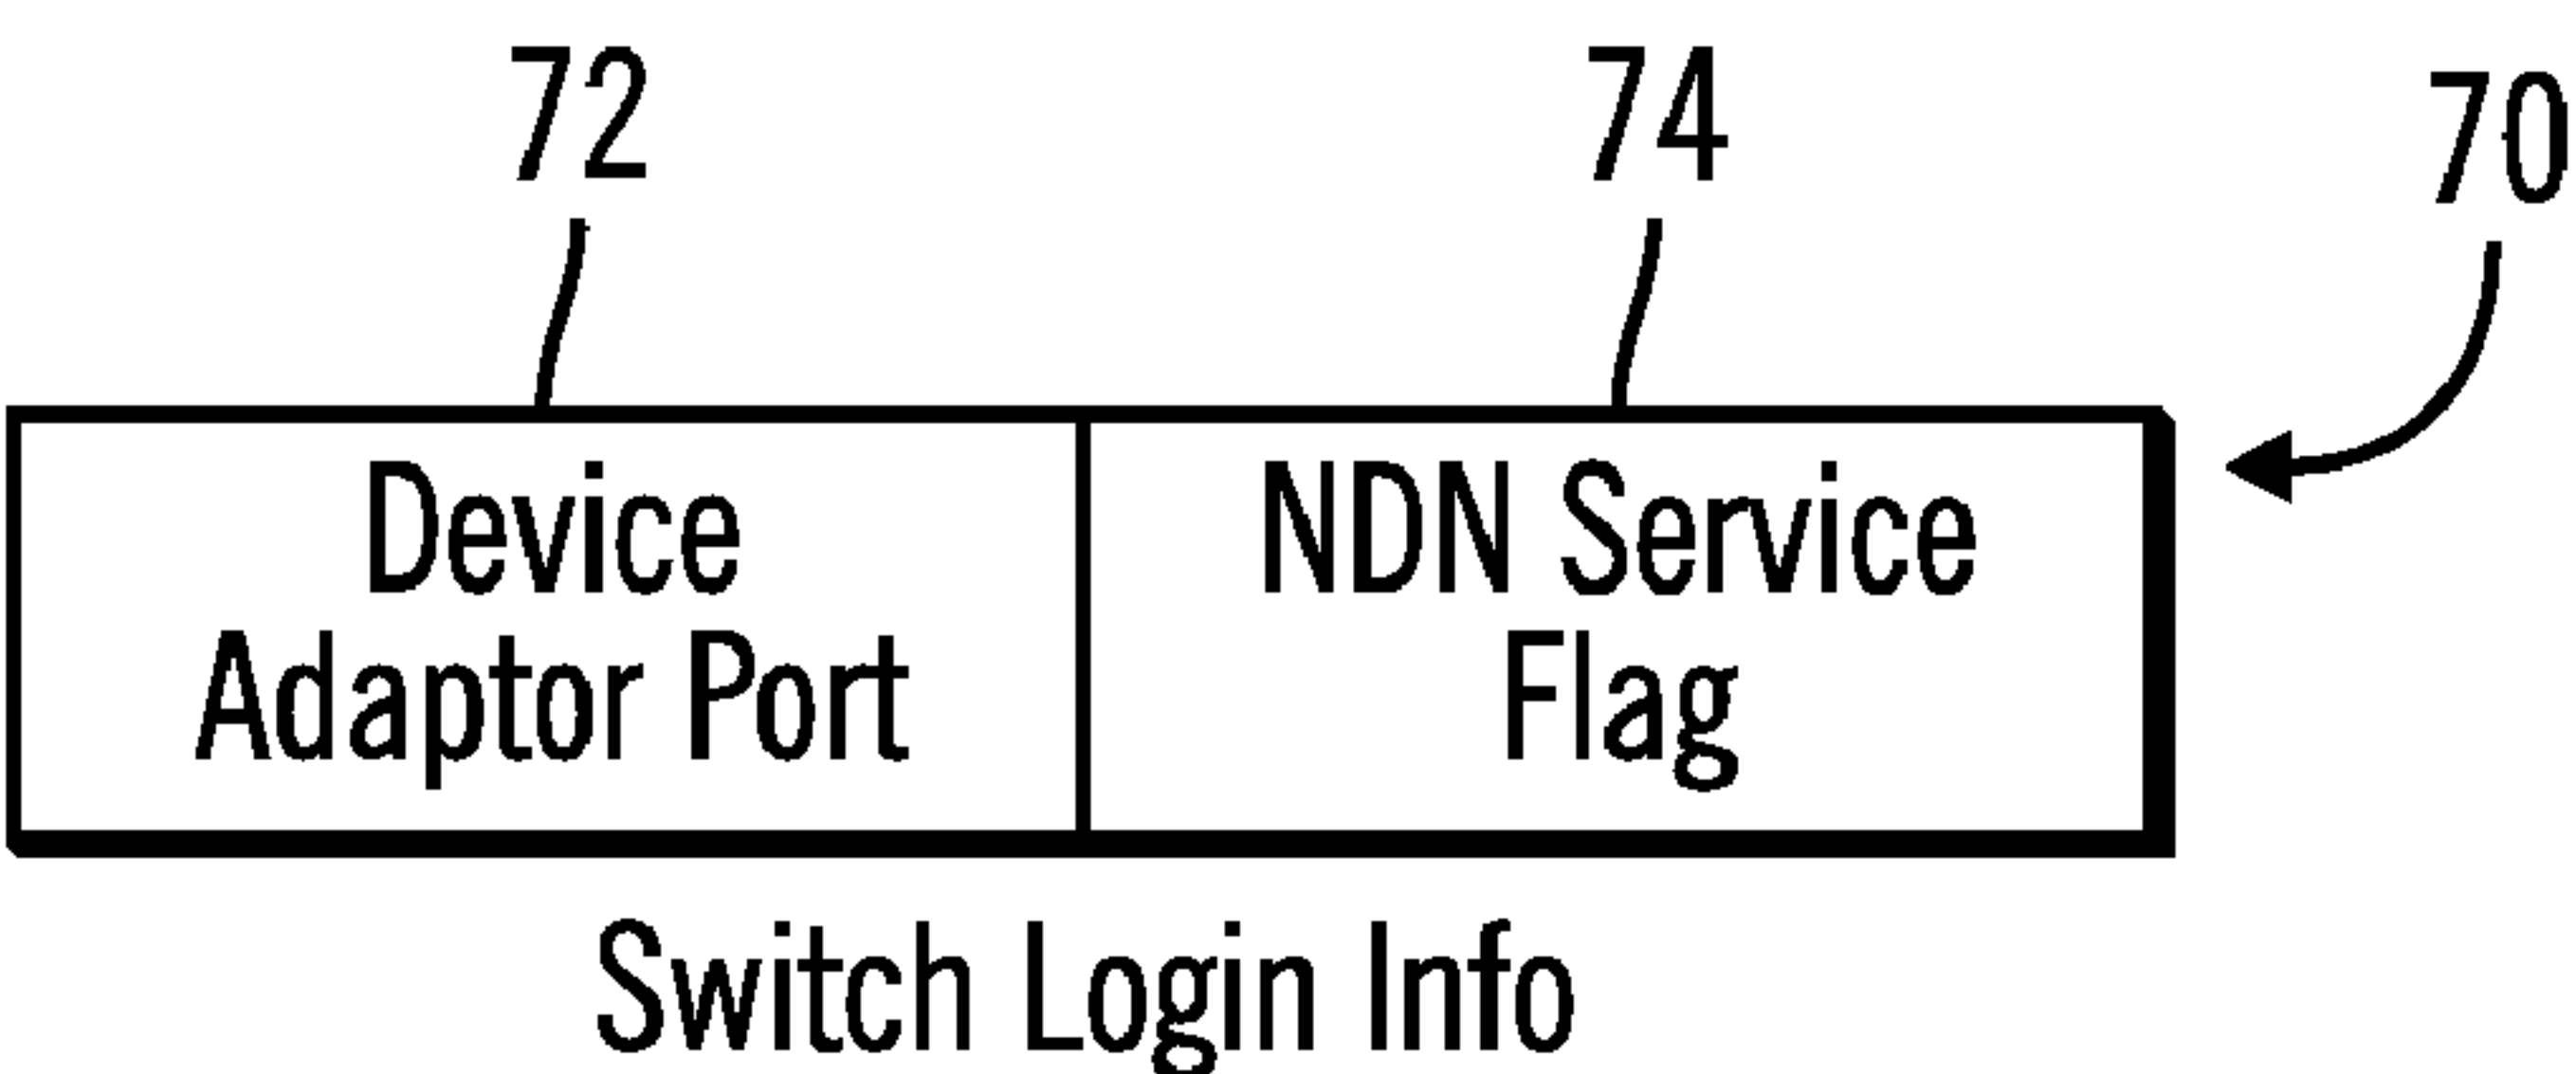 72
74
70
Device
Adaptor Port
NDN Service
Flag
Switch Login Info